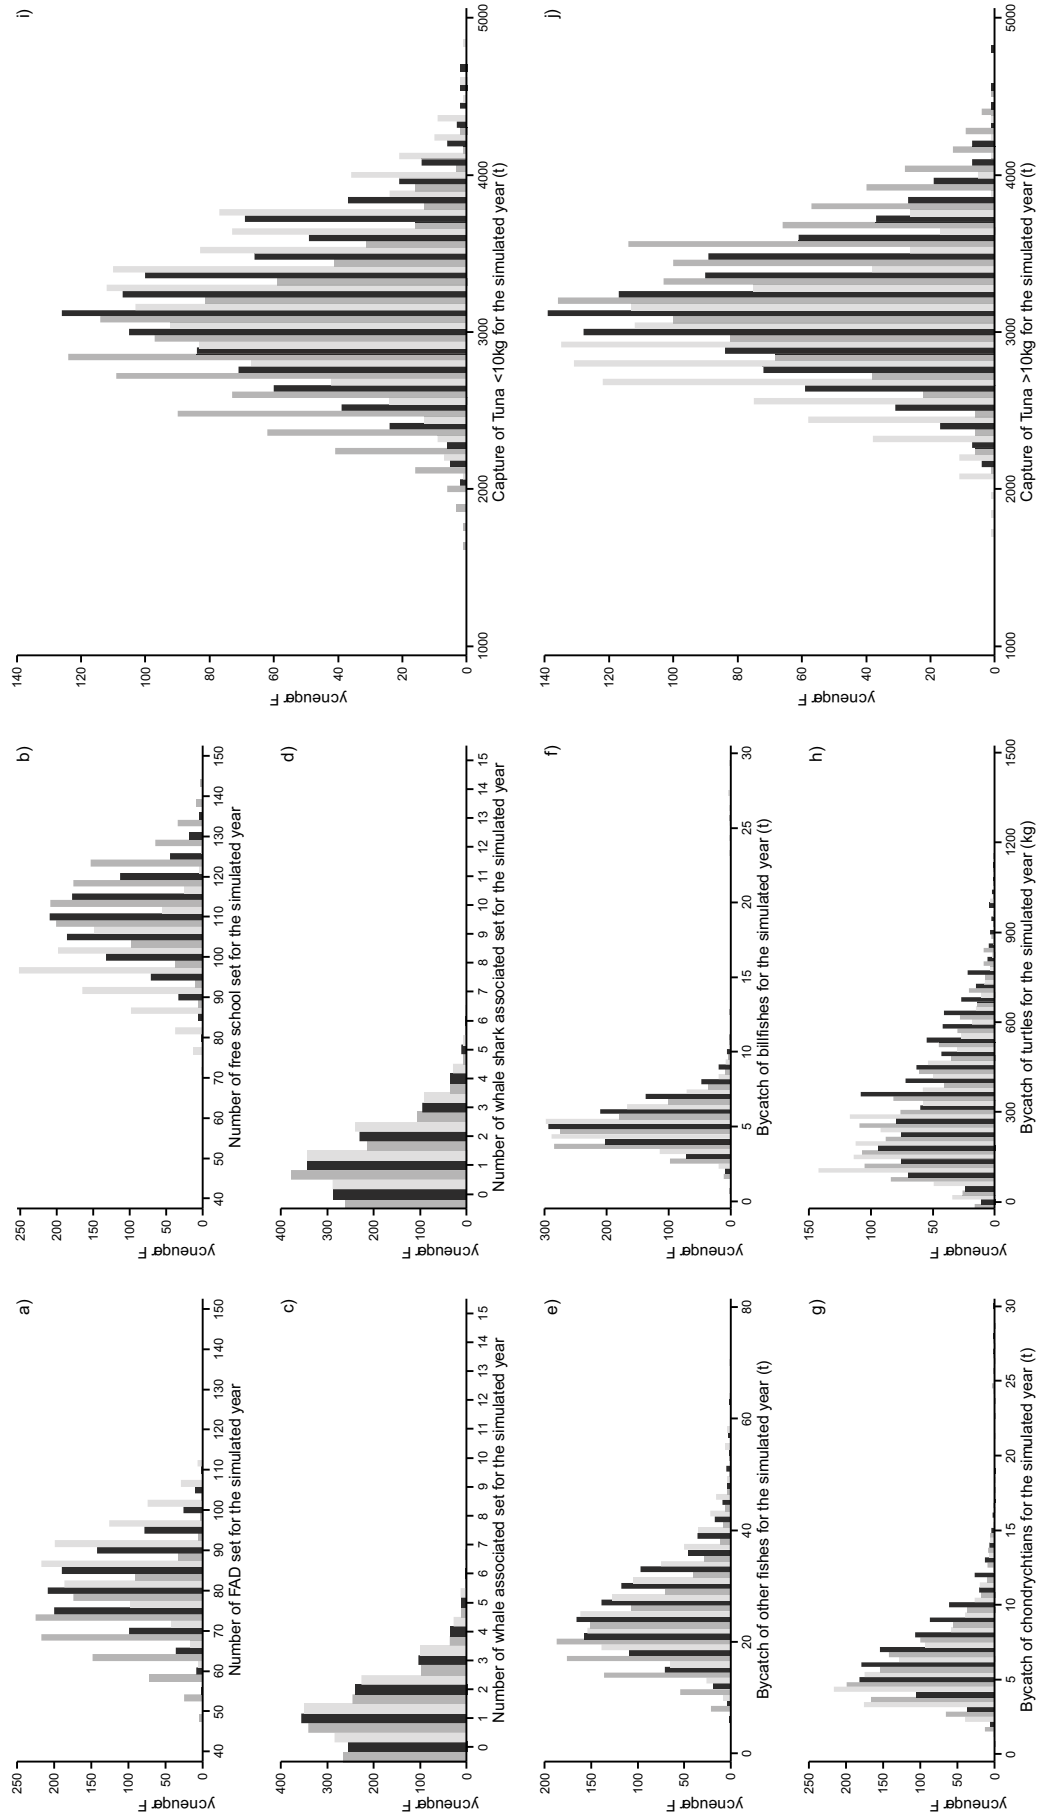 a)
250
200
150
100
50
0
F requency
40 50 60 70 80 90 100 110 120 130 140 150
Number of FAD set for the simulated year
b)
250
200
150
100
50
0
F requency
40 50 60 70 80 90 100 110 120 130 140 150
Number of free school set for the simulated year
c)
400
300
200
100
0
F requency
0 1 2 3 4 5 6 7 8 9 10 11 12 13 14 15
Number of whale associated set for the simulated year
d)
400
300
200
100
0
F requency
0 1 2 3 4 5 6 7 8 9 10 11 12 13 14 15
Number of whale shark associated set for the simulated year
e)
200
150
100
50
0
F requency
0 20 40 60 80
Bycatch of other fishes for the simulated year (t)
f)
300
200
100
0
F requency
0 5 10 15 20 25 30
Bycatch of billfishes for the simulated year (t)
g)
250
200
150
100
50
0
F requency
0 5 10 15 20 25 30
Bycatch of chondrychtians for the simulated year (t)
h)
150
100
50
0
F requency
0 300 600 900 1200 1500
Bycatch of turtles for the simulated year (kg)
i)
140
120
100
80
60
40
20
0
F requency
1000 2000 3000 4000 5000
Capture of Tuna <10kg for the simulated year (t)
j)
140
120
100
80
60
40
20
0
F requency
1000 2000 3000 4000 5000
Capture of Tuna >10kg for the simulated year (t)